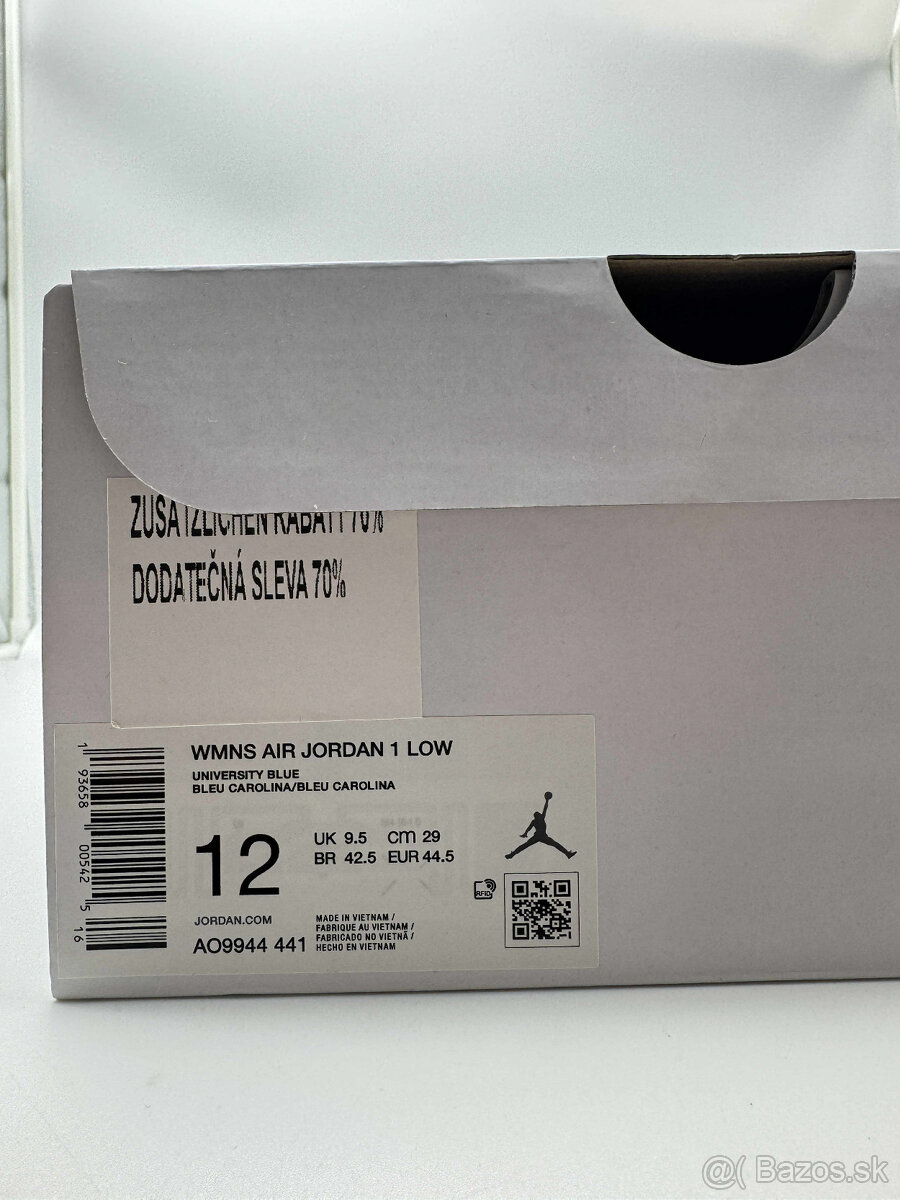 ZUSÄTZLICHEN RABATT 70%
DODATEČNÁ SLEVA 70%
WMNS AIR JORDAN 1 LOW
UNIVERSITY BLUE
BLEU CAROLINA/BLEU CAROLINA
12
UK 9.5 CM 29
BR 42.5 EUR 44.5
RFID
JORDAN.COM
AO9944 441
MADE IN VIETNAM /
FABRIQUE AU VIETNAM /
FABRICADO NO VIETNÃ /
HECHO EN VIETNAM
1 93658 00542 5 16
@( Bazos.sk